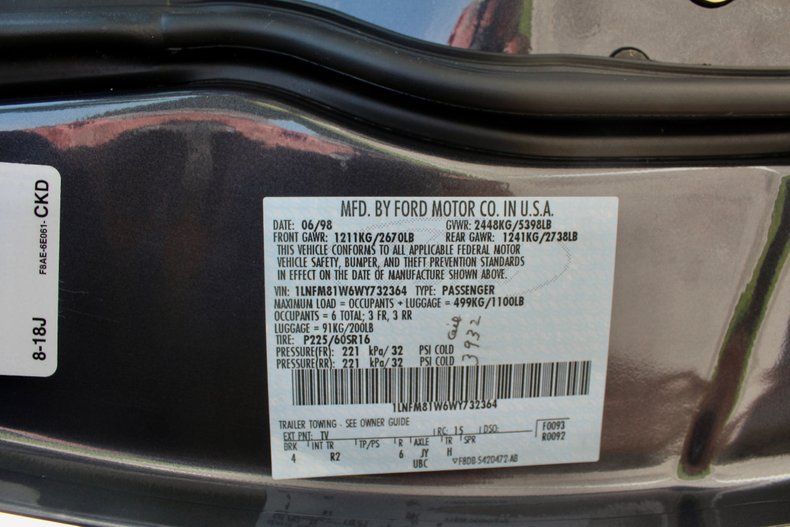 CKD
F8AE-6E061-
8-18J
MFD. BY FORD MOTOR CO. IN U.S.A.
DATE: 06/98 GVWR: 2448KG/5398LB
FRONT GAWR: 1211KG/2670LB REAR GAWR: 1241KG/2738LB
THIS VEHICLE CONFORMS TO ALL APPLICABLE FEDERAL MOTOR
VEHICLE SAFETY, BUMPER, AND THEFT PREVENTION STANDARDS
IN EFFECT ON THE DATE OF MANUFACTURE SHOWN ABOVE.
VIN: 1LNFM81W6WY732364 TYPE: PASSENGER
MAXIMUM LOAD = OCCUPANTS + LUGGAGE = 499KG/1100LB
OCCUPANTS = 6 TOTAL; 3 FR, 3 RR
LUGGAGE = 91KG/200LB
TIRE: P225/60SR16
PRESSURE(FR): 221 kPa/32 PSI COLD
PRESSURE(RR): 221 kPa/32 PSI COLD
3932
1LNFM81W6WY732364
TRAILER TOWING - SEE OWNER GUIDE
EXT PNT: TV RC: 15 DSO: F0093
BRK INT TR TP/PS R AXLE TR SPR R0092
4 R2 6 JY H
UBC ▽F8DB-5420472-AB